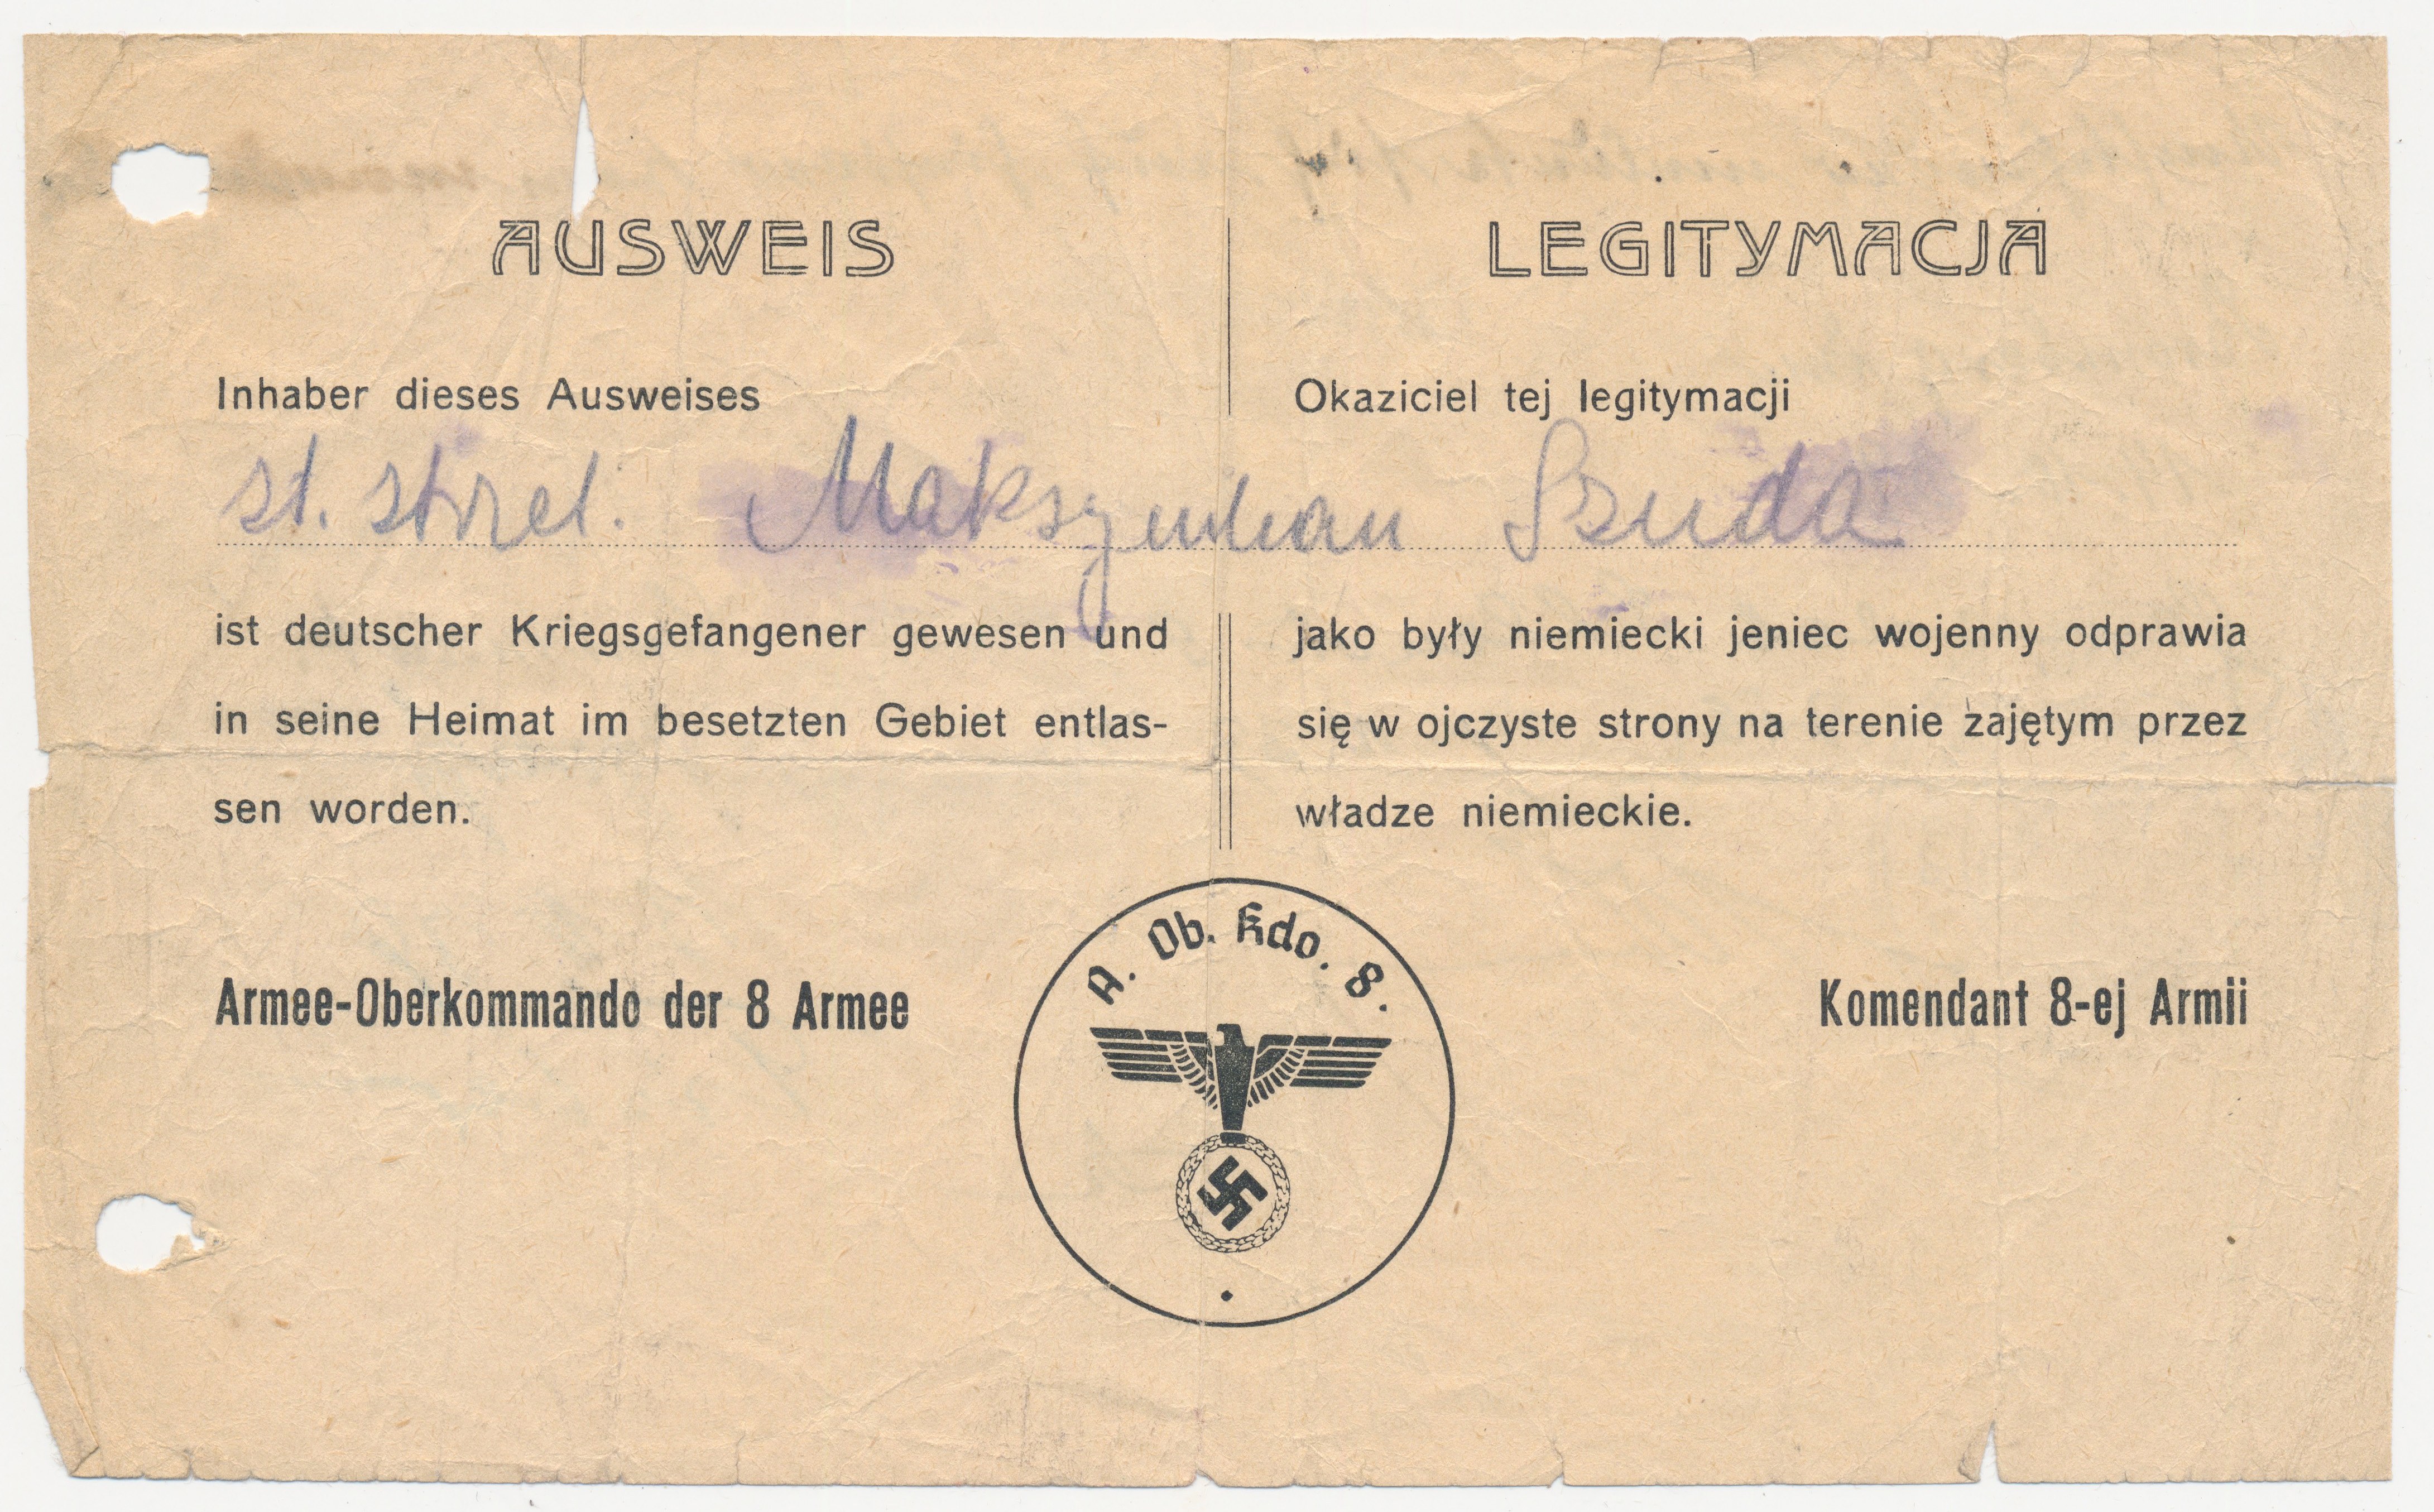 AUSWEIS
Inhaber dieses Ausweises
LEGITYMACJA
Okaziciel tej legitymacji
st. strzel. Maksymilian Szuda
ist deutscher Kriegsgefangener gewesen und
in seine Heimat im besetzten Gebiet entlas-
sen worden.
jako były niemiecki jeniec wojenny odprawia
się w ojczyste strony na terenie zajętym przez
władze niemieckie.
Armee-Oberkommando der 8 Armee
A. Ob. Kdo. 8.
Komendant 8-ej Armii